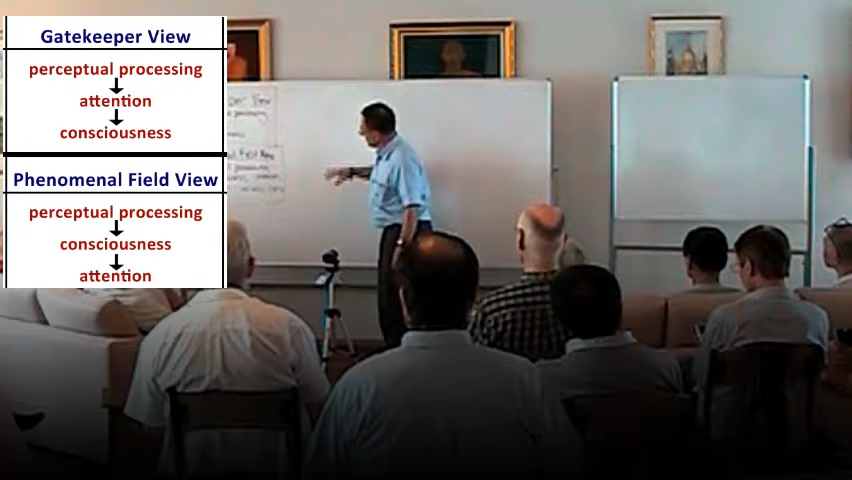 Gatekeeper View
perceptual processing
attention
consciousness
Phenomenal Field View
perceptual processing
consciousness
attention